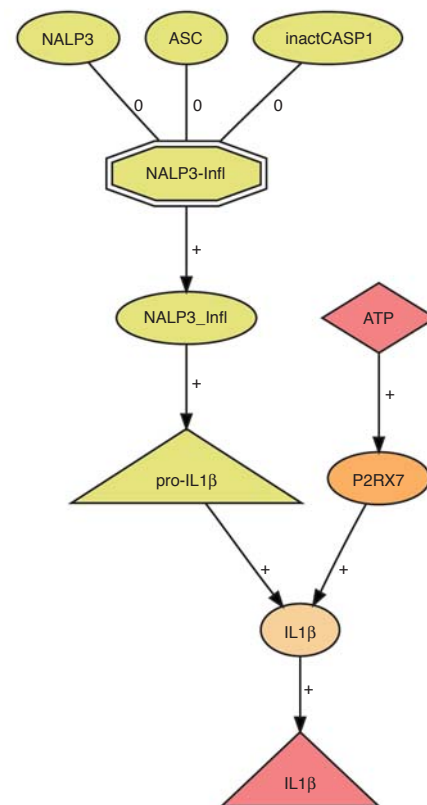 NALP3
ASC
inactCASP1
0
0
0
NALP3-Infl
+
NALP3_Infl
ATP
+
+
pro-IL1β
P2RX7
+
+
IL1β
+
IL1β